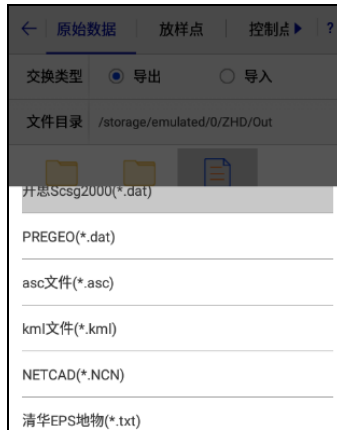 原始数据 放样点 控制点 ?
交换类型 导出 导入
文件目录 /storage/emulated/0/ZHD/Out
开思Scsg2000(*.dat)
PREGEO(*.dat)
asc文件(*.asc)
kml文件(*.kml)
NETCAD(*.NCN)
清华EPS地物(*.txt)